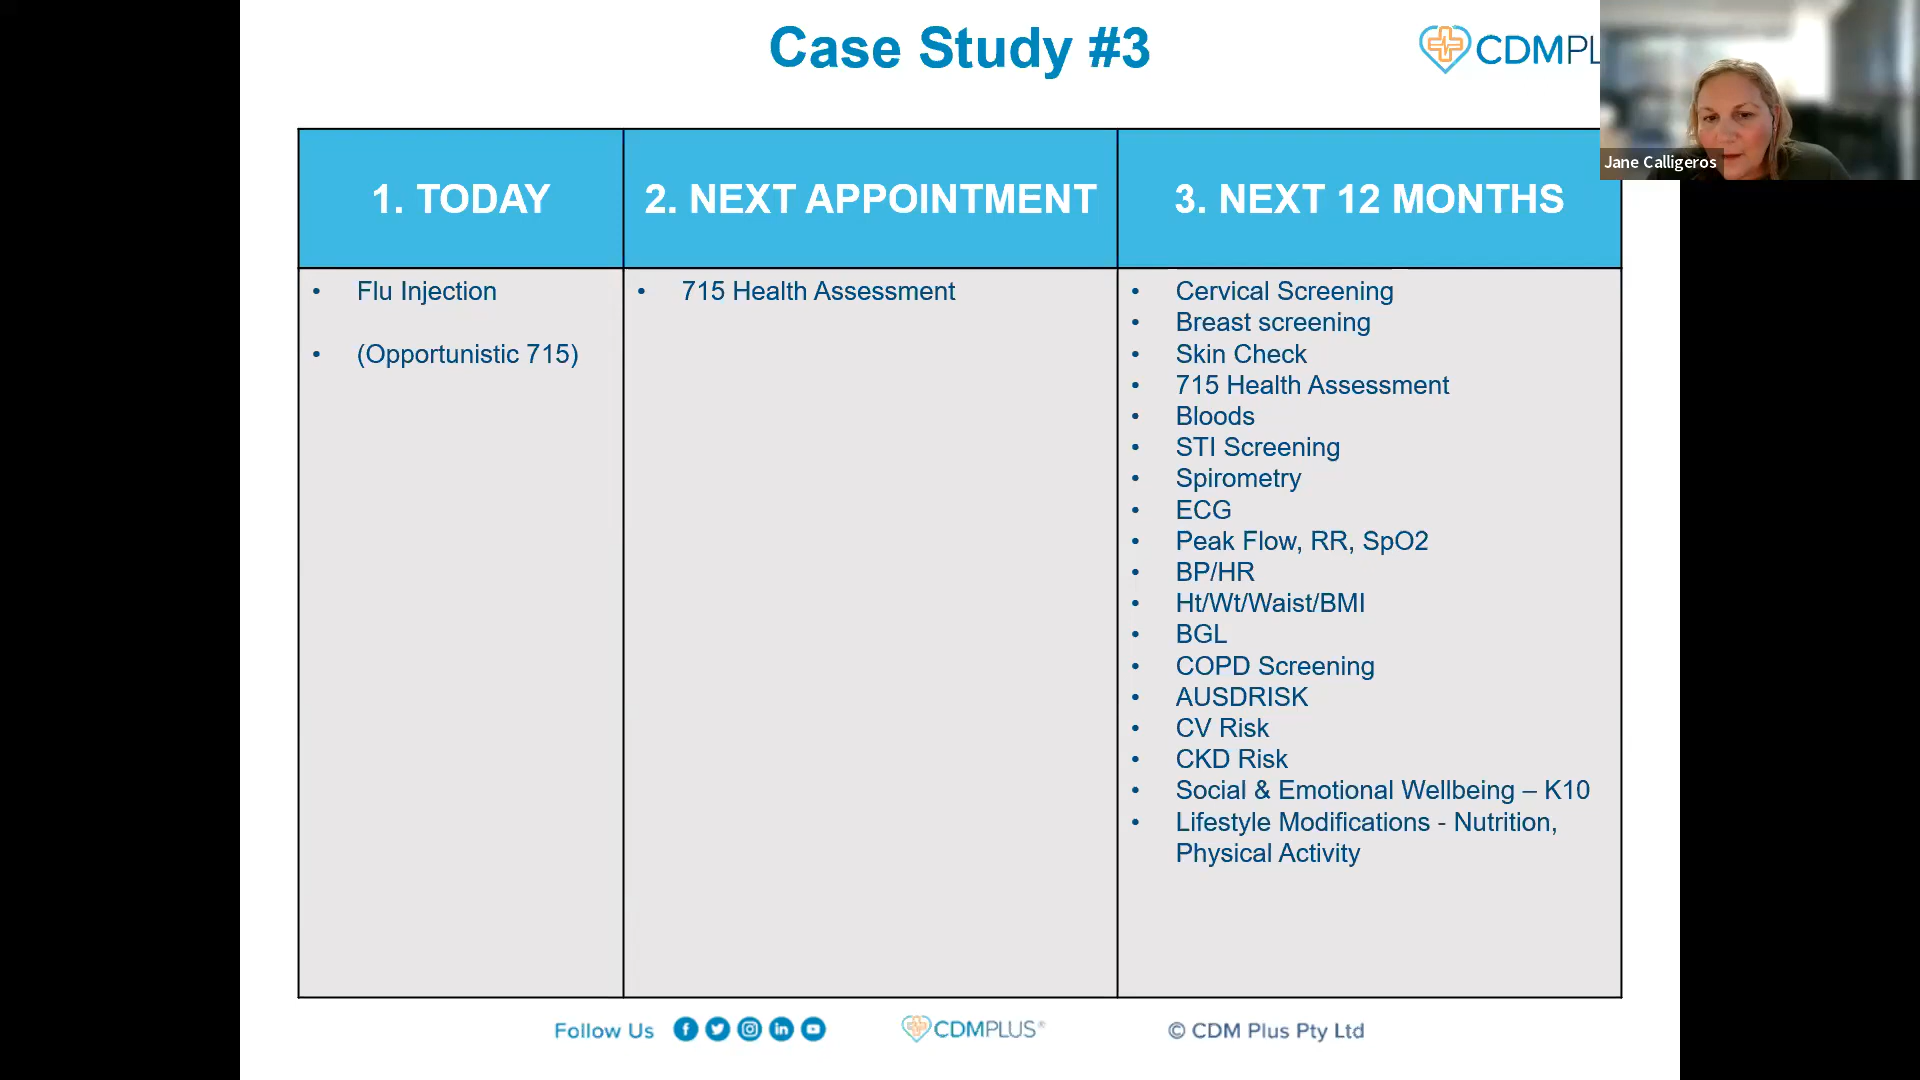 Case Study #3
CDMPL
Jane Calligeros
1. TODAY
2. NEXT APPOINTMENT
3. NEXT 12 MONTHS
• Flu Injection
• (Opportunistic 715)
• 715 Health Assessment
• Cervical Screening
• Breast screening
• Skin Check
• 715 Health Assessment
• Bloods
• STI Screening
• Spirometry
• ECG
• Peak Flow, RR, SpO2
• BP/HR
• Ht/Wt/Waist/BMI
• BGL
• COPD Screening
• AUSDRISK
• CV Risk
• CKD Risk
• Social & Emotional Wellbeing – K10
• Lifestyle Modifications - Nutrition,
Physical Activity
Follow Us
CDMPLUS®
© CDM Plus Pty Ltd